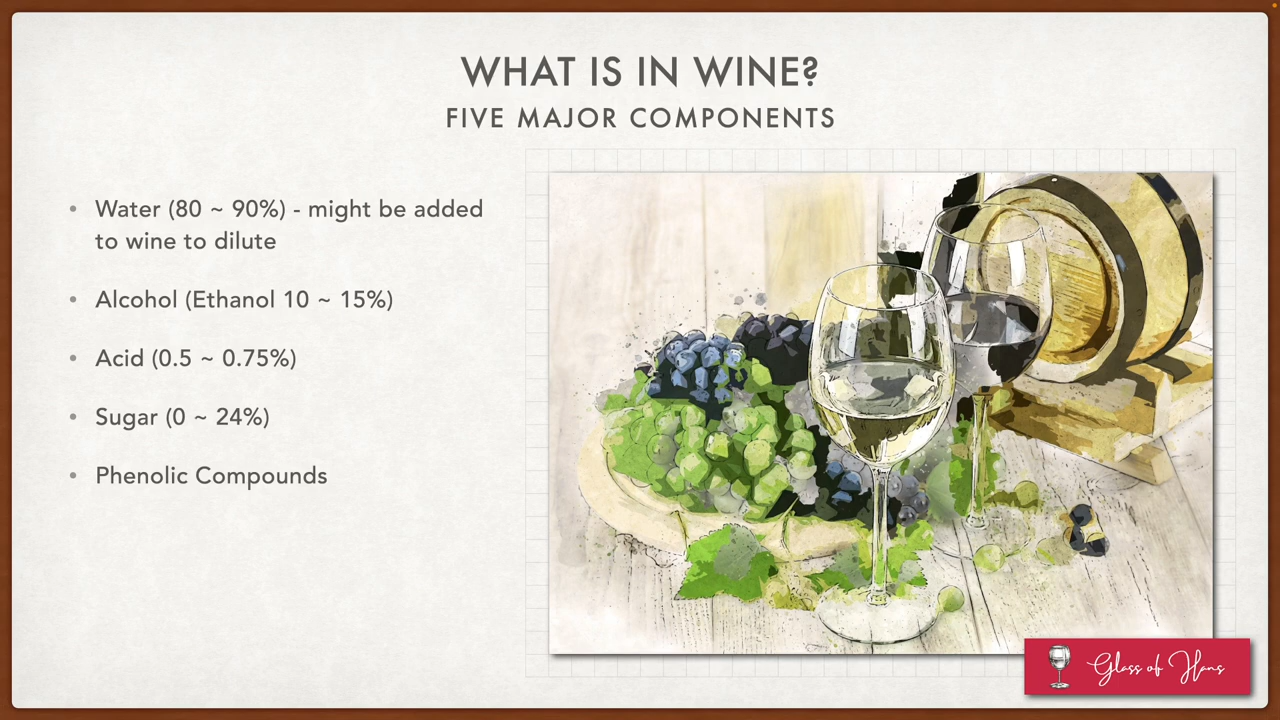 WHAT IS IN WINE?
FIVE MAJOR COMPONENTS
• Water (80 ~ 90%) - might be added
to wine to dilute
• Alcohol (Ethanol 10 ~ 15%)
• Acid (0.5 ~ 0.75%)
• Sugar (0 ~ 24%)
• Phenolic Compounds
Glass of Hans